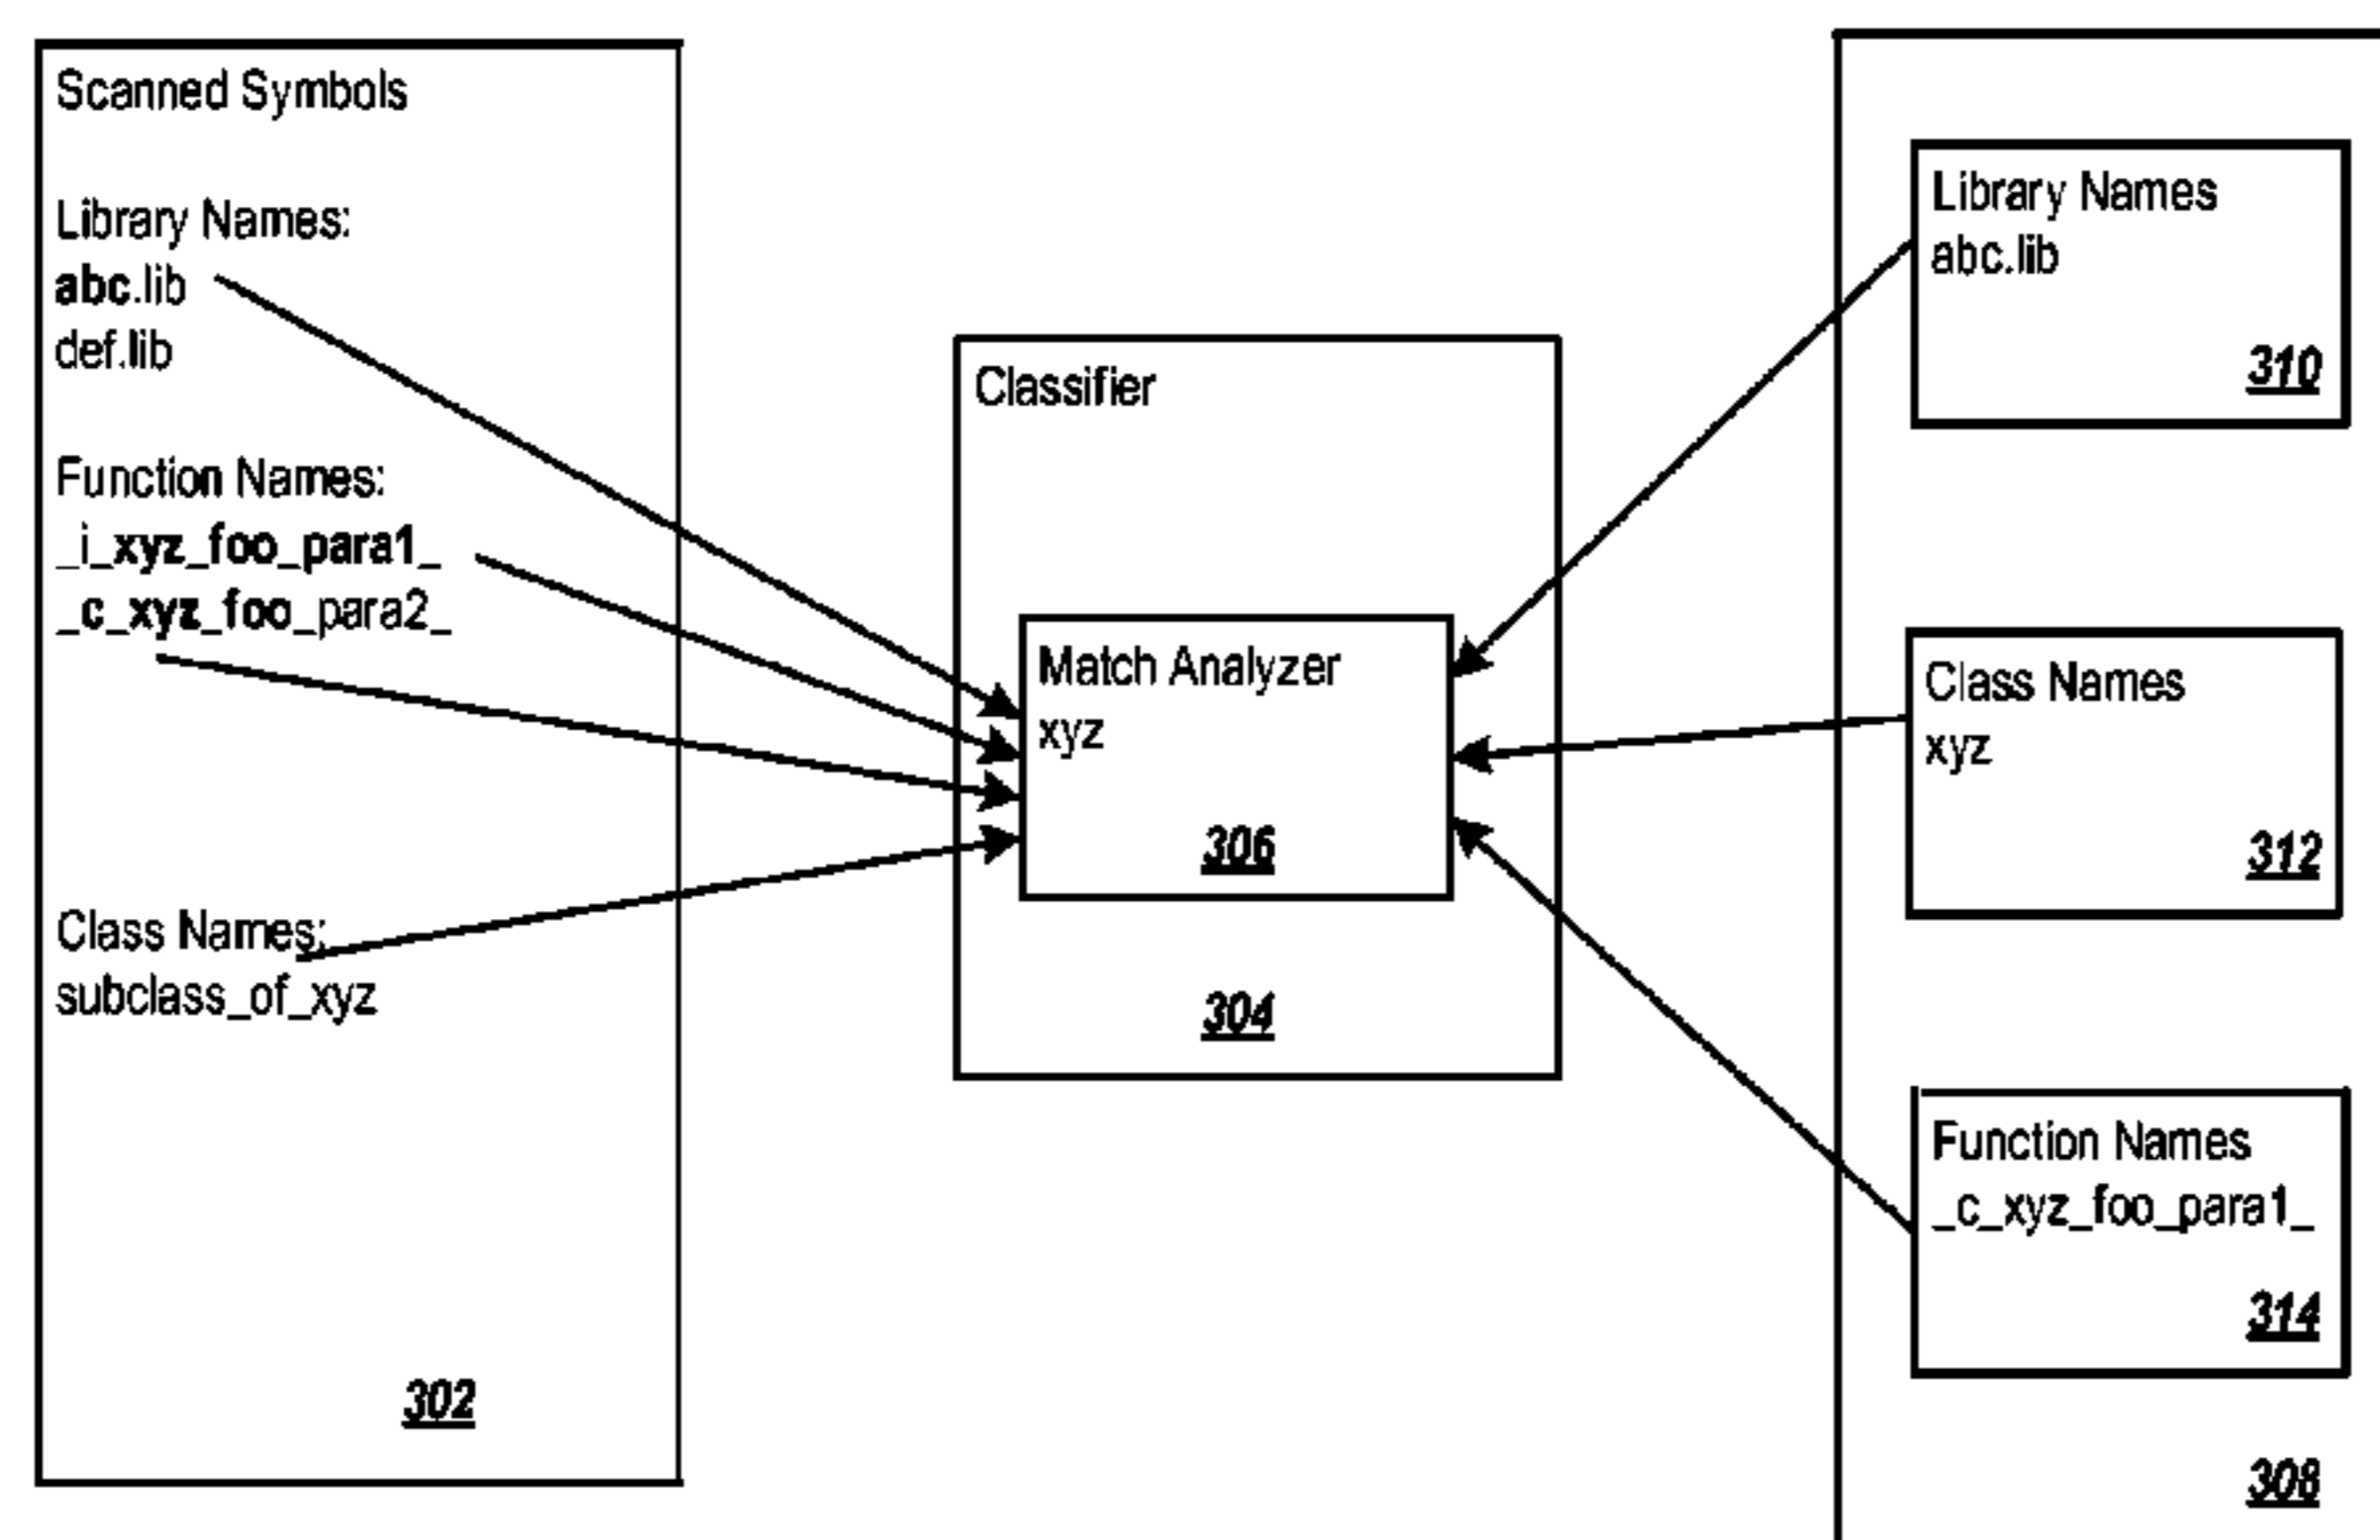 Scanned Symbols
Library Names:
abc.lib
def.lib
Function Names:
_i_xyz_foo_para1_
_c_xyz_foo_para2_
Class Names:
subclass_of_xyz
302
Classifier
Match Analyzer
xyz
306
304
Library Names
abc.lib
310
Class Names
xyz
312
Function Names
_c_xyz_foo_para1_
314
308